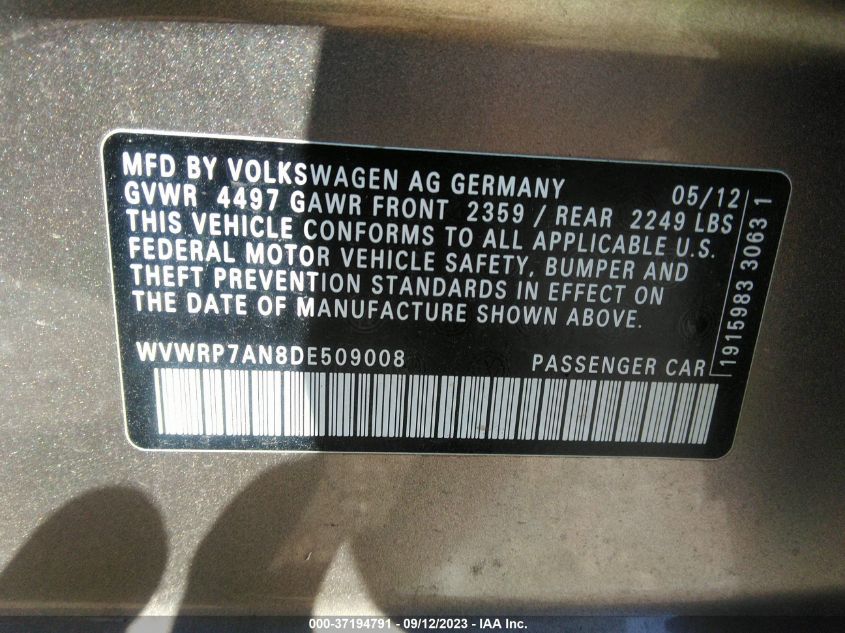 MFD BY VOLKSWAGEN AG GERMANY 05/12
GVWR 4497 GAWR FRONT 2359 / REAR 2249 LBS
THIS VEHICLE CONFORMS TO ALL APPLICABLE U.S.
FEDERAL MOTOR VEHICLE SAFETY, BUMPER AND
THEFT PREVENTION STANDARDS IN EFFECT ON
THE DATE OF MANUFACTURE SHOWN ABOVE.
WVWRP7AN8DE509008 PASSENGER CAR
1915983 3063 1
000-37194791 - 09/12/2023 - IAA Inc.